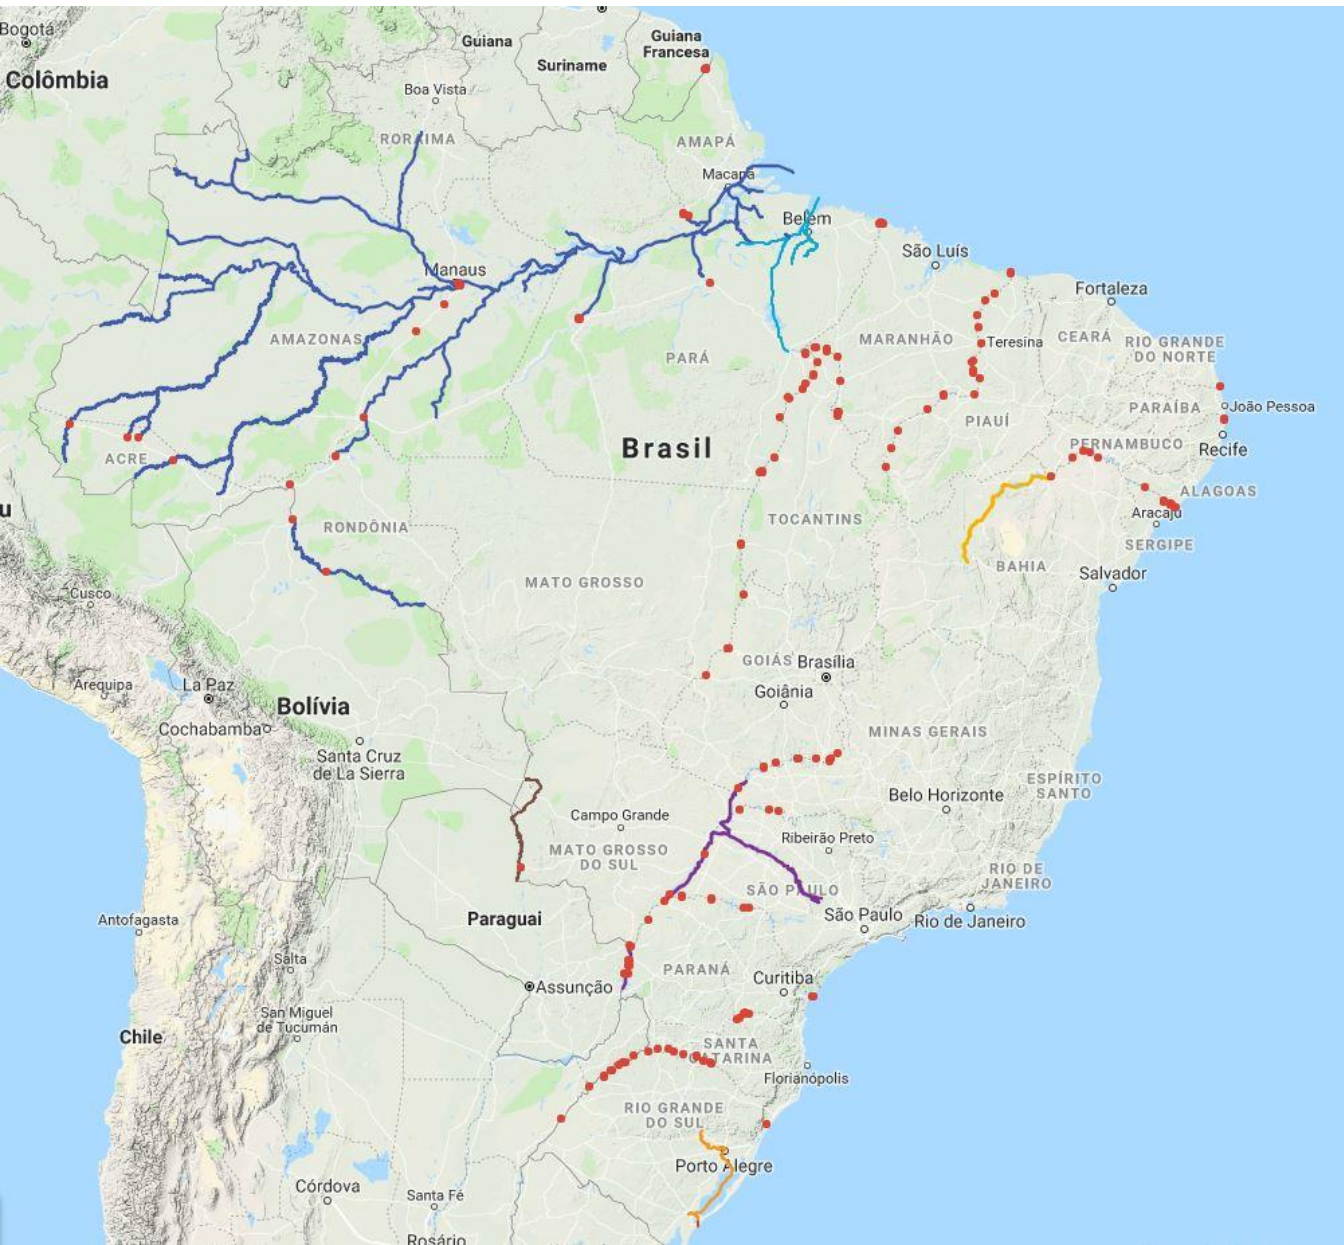 Bogotá
Colômbia
Guiana
Suriname
Guiana
Francesa
Boa Vista
RORAIMA
AMAPÁ
Macapá
Belém
São Luís
Manaus
Fortaleza
AMAZONAS
MARANHÃO
Teresina
CEARÁ
RIO GRANDE
DO NORTE
PARÁ
João Pessoa
PARAÍBA
PIAUÍ
Brasil
PERNAMBUCO
Recife
ACRE
ALAGOAS
u
Aracaju
TOCANTINS
RONDÔNIA
SERGIPE
BAHIA
Salvador
MATO GROSSO
Cusco
GOIÁS
Brasília
Arequipa
La Paz
Goiânia
Bolívia
Cochabamba
MINAS GERAIS
Santa Cruz
de La Sierra
ESPÍRITO
SANTO
Belo Horizonte
Campo Grande
Ribeirão Preto
MATO GROSSO
DO SUL
RIO DE
JANEIRO
SÃO PAULO
Antofagasta
Paraguai
São Paulo
Rio de Janeiro
Salta
PARANÁ
Curitiba
Assunção
San Miguel
de Tucumán
Chile
SANTA
CATARINA
Florianópolis
RIO GRANDE
DO SUL
Porto Alegre
Córdova
Santa Fé
Rosário